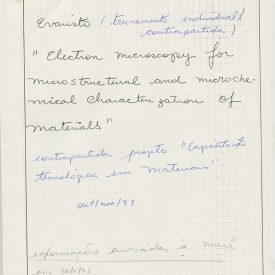 Evaristo (treinamento individual/
contrapartida)
"Electron microscopy for
microstructural and microche-
mical characterization of
materials"
contrapartida projeto "Capacitação
tecnológica em Materiais"
out/nov/93
informações enviadas a
em 30/1/93